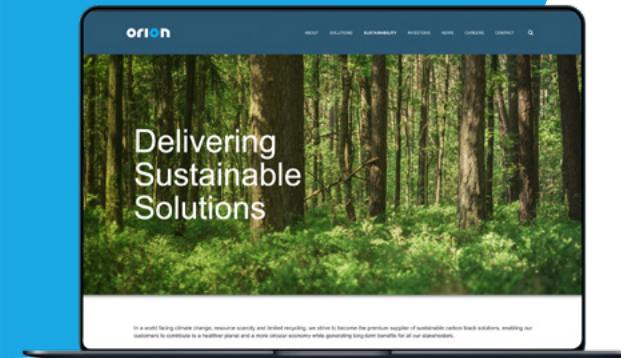 orion
ABOUT SOLUTIONS SUSTAINABILITY INVESTORS NEWS CAREERS CONTACT
Delivering
Sustainable
Solutions
In a world facing climate change, resource scarcity and limited recycling, we strive to become the premium supplier of sustainable carbon black solutions, enabling our
customers to contribute to a healthier planet and a more circular economy while generating long-term benefits for all our stakeholders.